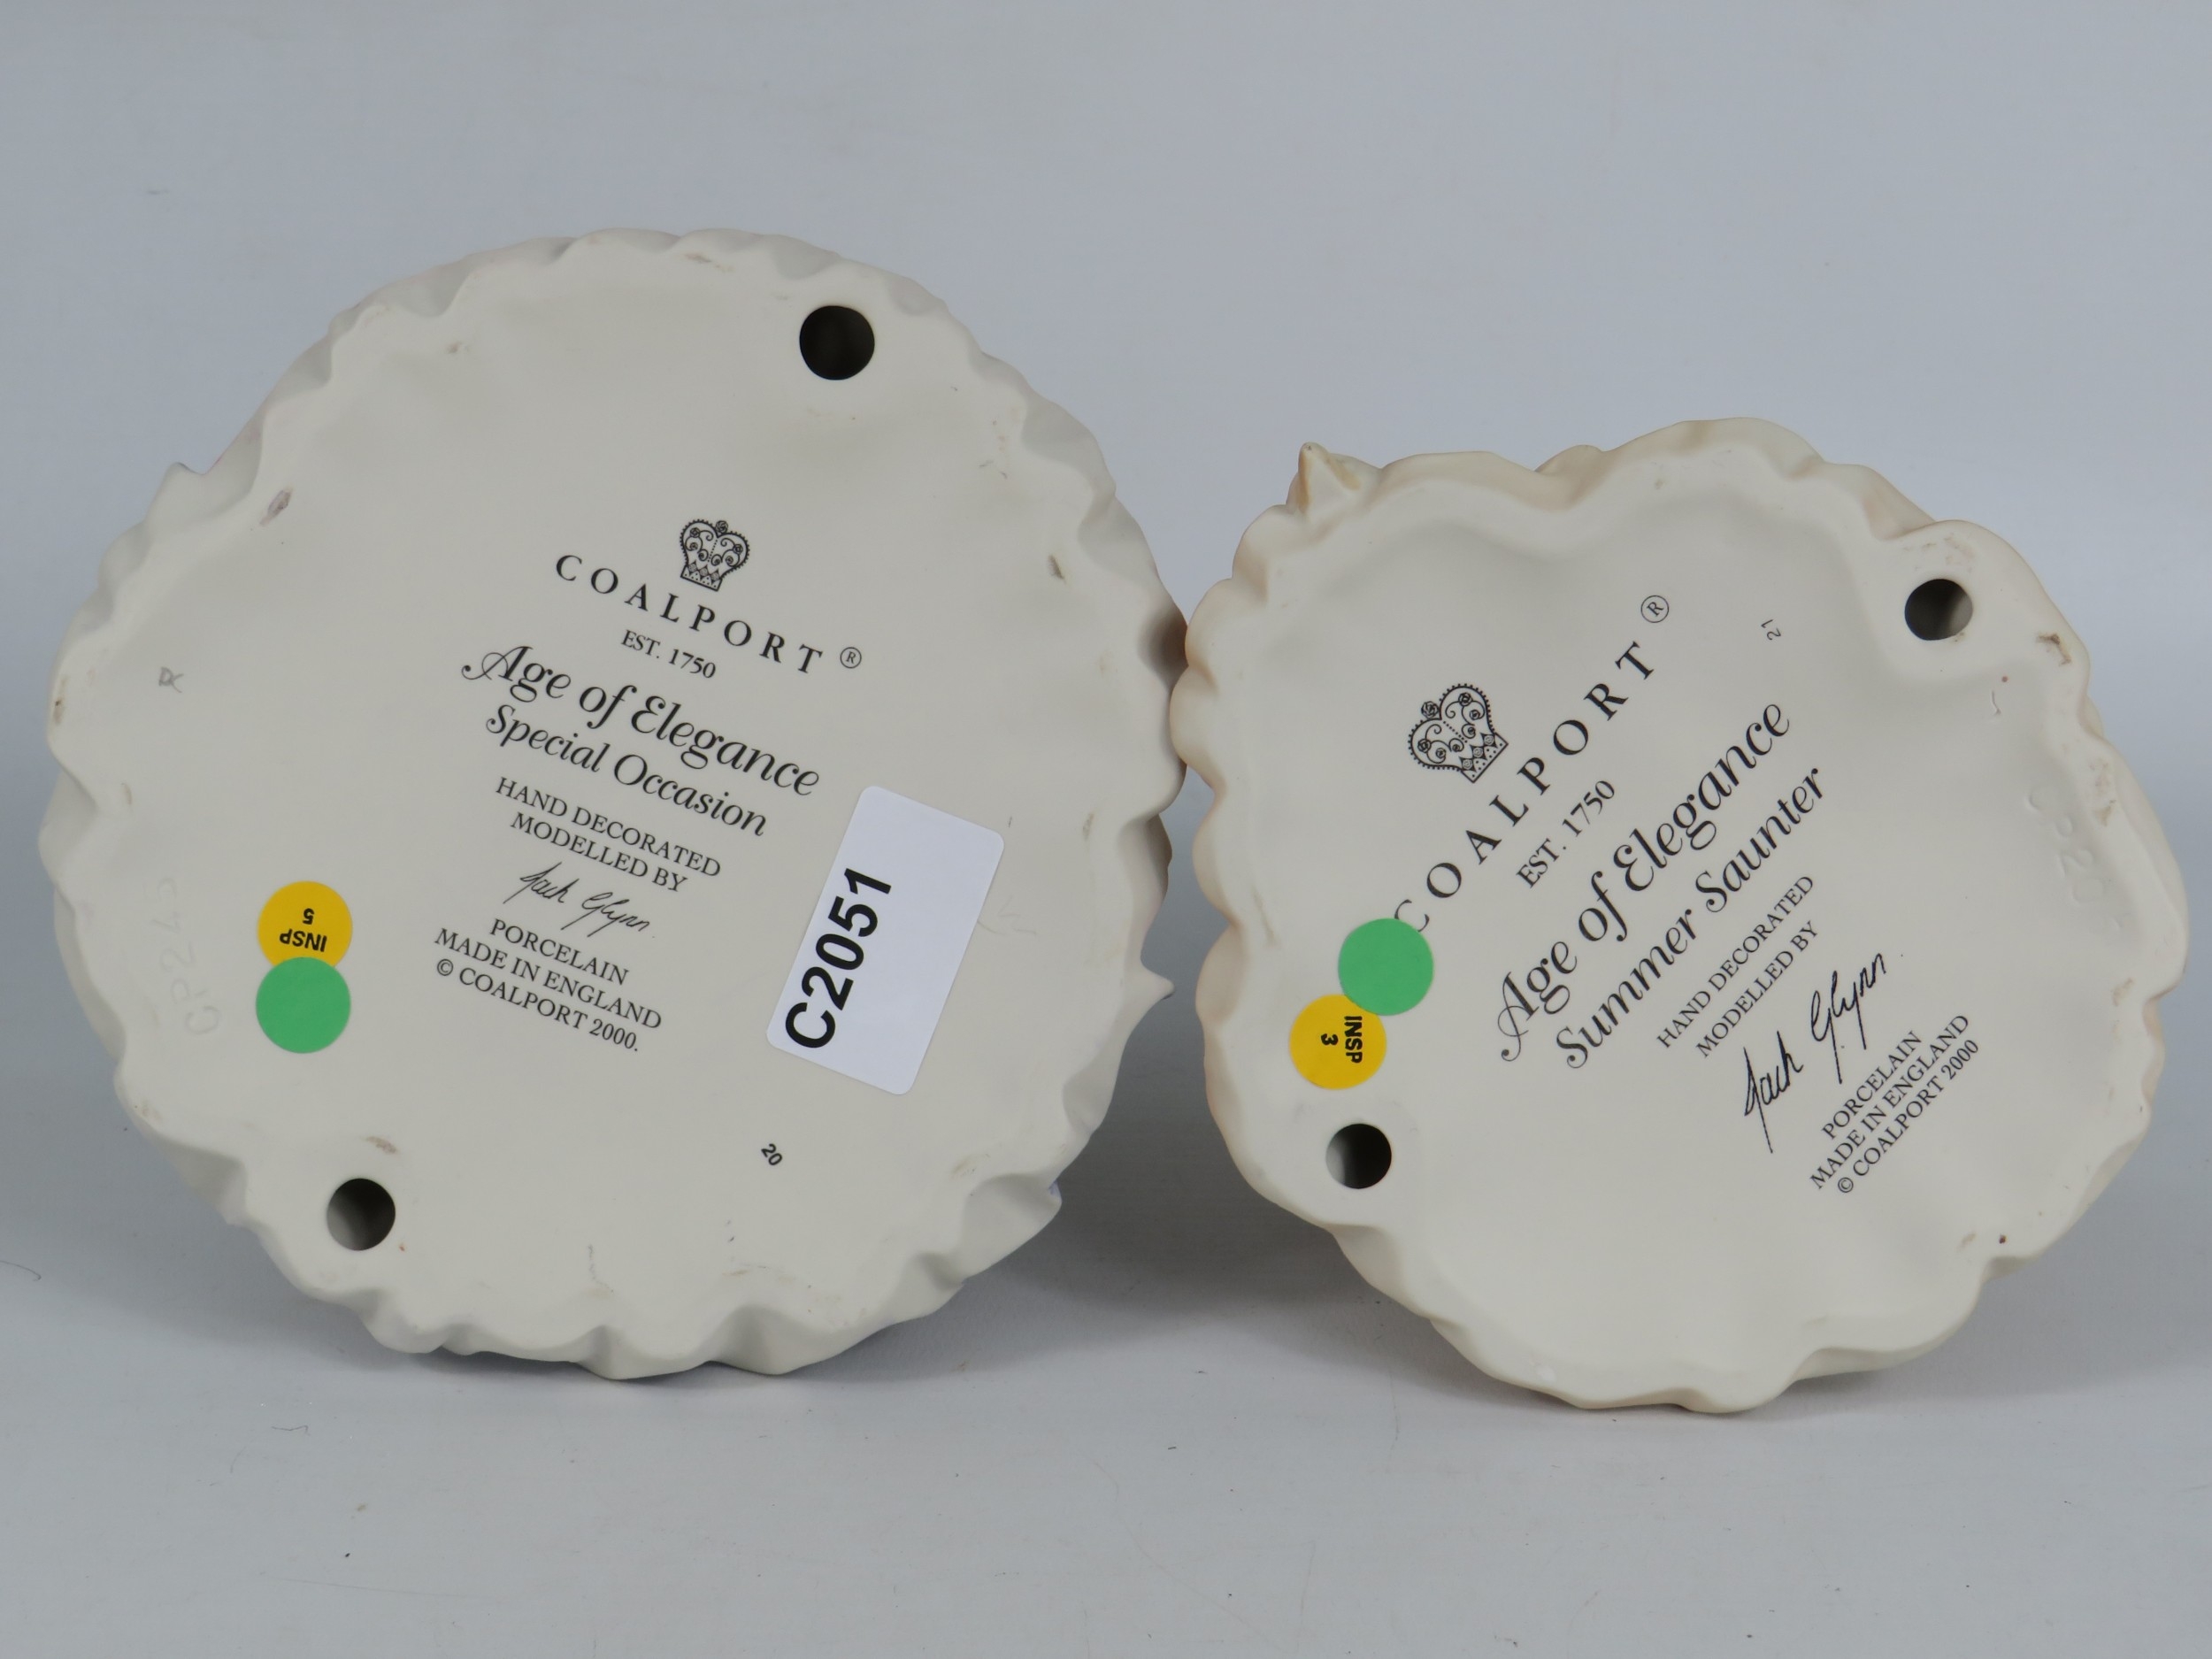 COALPORT ®
EST. 1750
Age of Elegance
Special Occasion
HAND DECORATED
MODELLED BY
Jack Glynn
PORCELAIN
MADE IN ENGLAND
© COALPORT 2000.
INSP
5
C2051
20
COALPORT ®
EST. 1750
Age of Elegance
Summer Saunter
HAND DECORATED
MODELLED BY
Jack Glynn
PORCELAIN
MADE IN ENGLAND
© COALPORT 2000
INSP
3
21